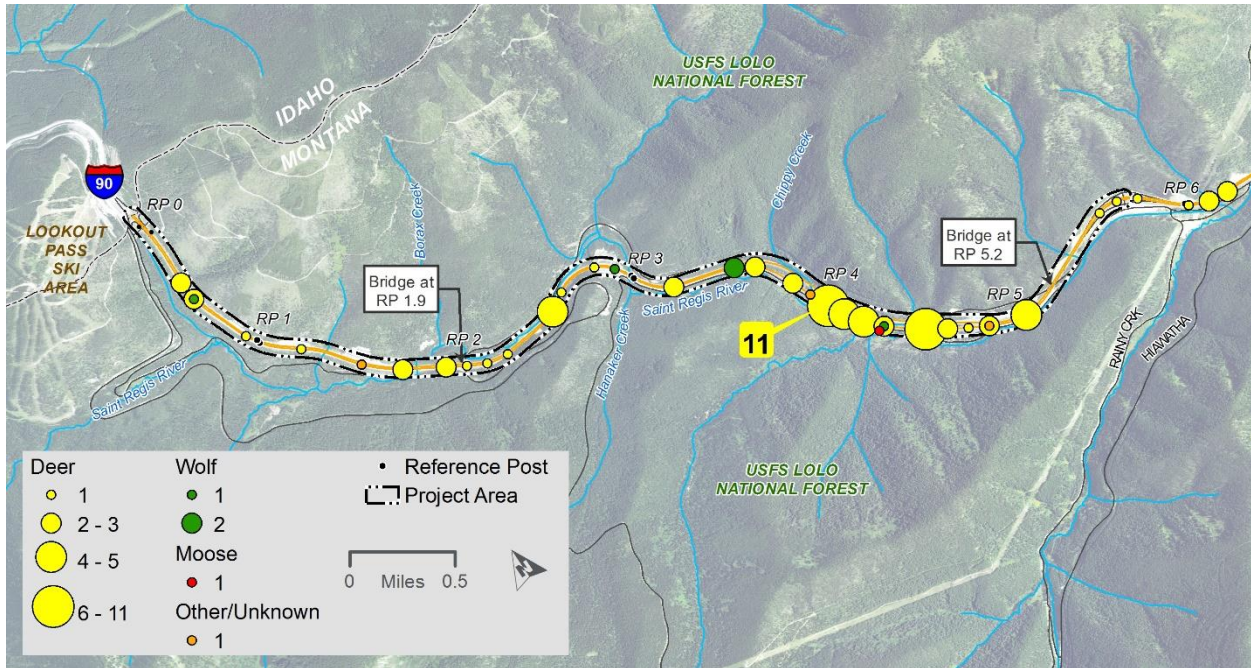 USFS LOLO
NATIONAL FOREST
IDAHO
MONTANA
90
RP 0
LOOKOUT
PASS
SKI
AREA
Borax Creek
Chippy Creek
RP 6
Bridge at
RP 5.2
Bridge at
RP 1.9
RP 3
Saint Regis River
RP 4
RP 5
RP 1
RP 2
11
Hanaker Creek
Saint Regis River
RAINY CRK
HIAWATHA
USFS LOLO
NATIONAL FOREST
Deer
1
2 - 3
4 - 5
6 - 11
Wolf
1
2
Moose
1
Other/Unknown
1
Reference Post
Project Area
0 Miles 0.5
N